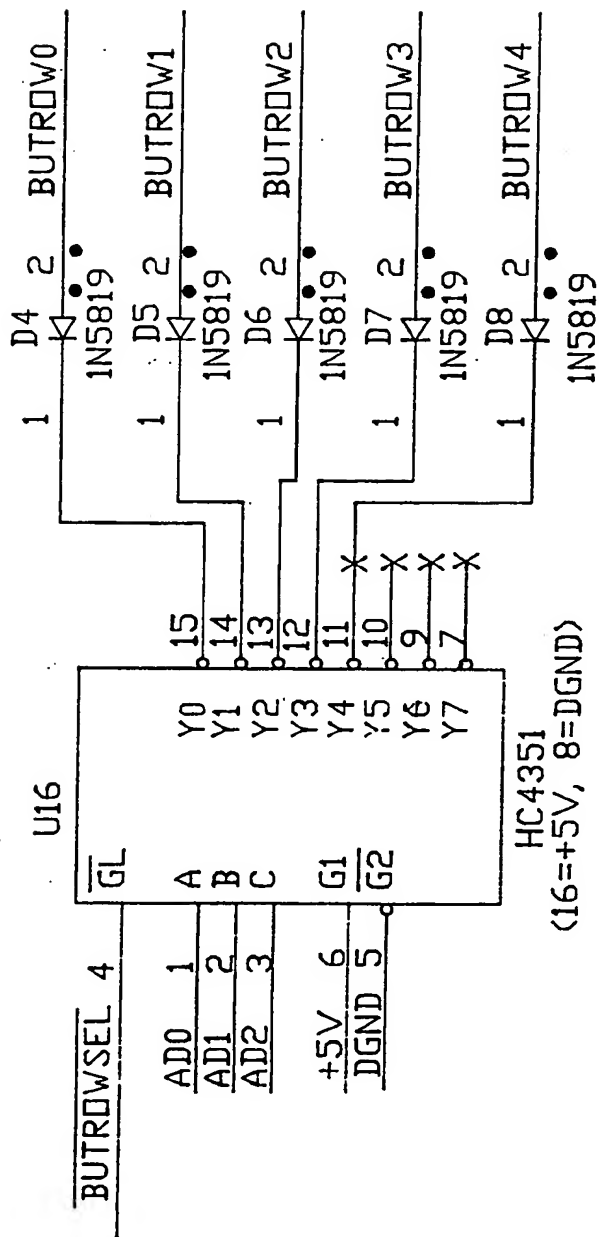 U16
HC4351
(16=+5V, 8=DGND)
BUTROWSEL 4 GL
AD0 1 A
AD1 2 B
AD2 3 C
+5V 6 G1
DGND 5 G2
Y0 15
Y1 14
Y2 13
Y3 12
Y4 11
Y5 10
Y6 9
Y7 7
1 D4 2 BUTROW0
1N5819
1 D5 2 BUTROW1
1N5819
1 D6 2 BUTROW2
1N5819
1 D7 2 BUTROW3
1N5819
1 D8 2 BUTROW4
1N5819